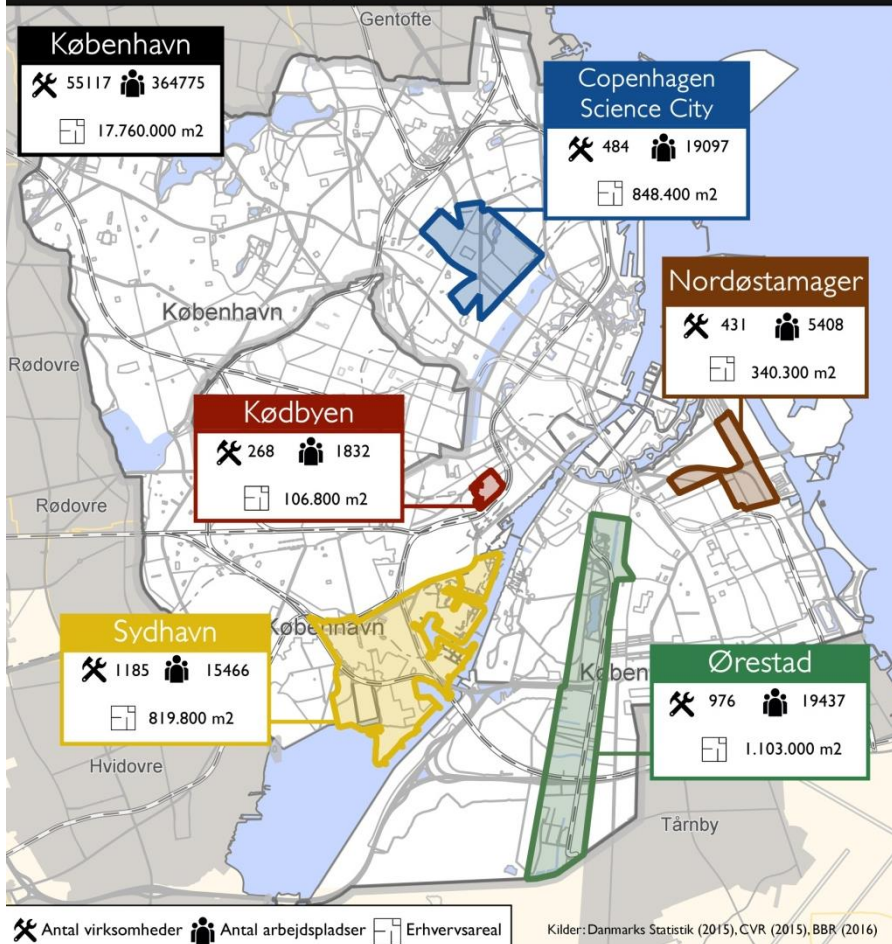 Gentofte
København
55117 364775
17.760.000 m2
Copenhagen
Science City
484 19097
848.400 m2
Nordøstamager
431 5408
340.300 m2
København
Rødovre
Kødbyen
268 1832
106.800 m2
Rødovre
Sydhavn
1185 15466
819.800 m2
København
Køben
Ørestad
976 19437
1.103.000 m2
Hvidovre
Tårnby
Antal virksomheder Antal arbejdspladser Erhvervsareal
Kilder: Danmarks Statistik (2015), CVR (2015), BBR (2016)